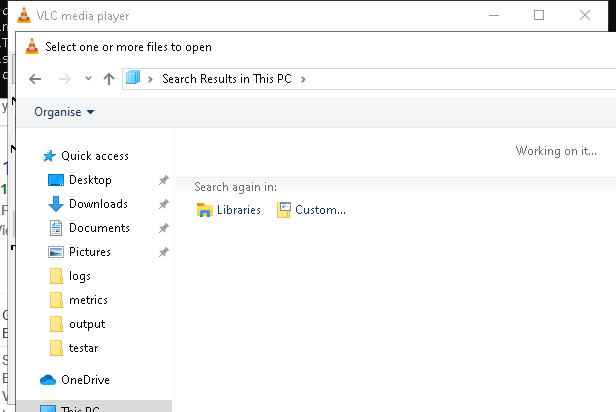 VLC media player
Select one or more files to open
Search Results in This PC
Organise
Working on it...
Quick access
Search again in:
Desktop
Libraries
Custom...
Downloads
Documents
Pictures
logs
metrics
output
testar
OneDrive
This PC